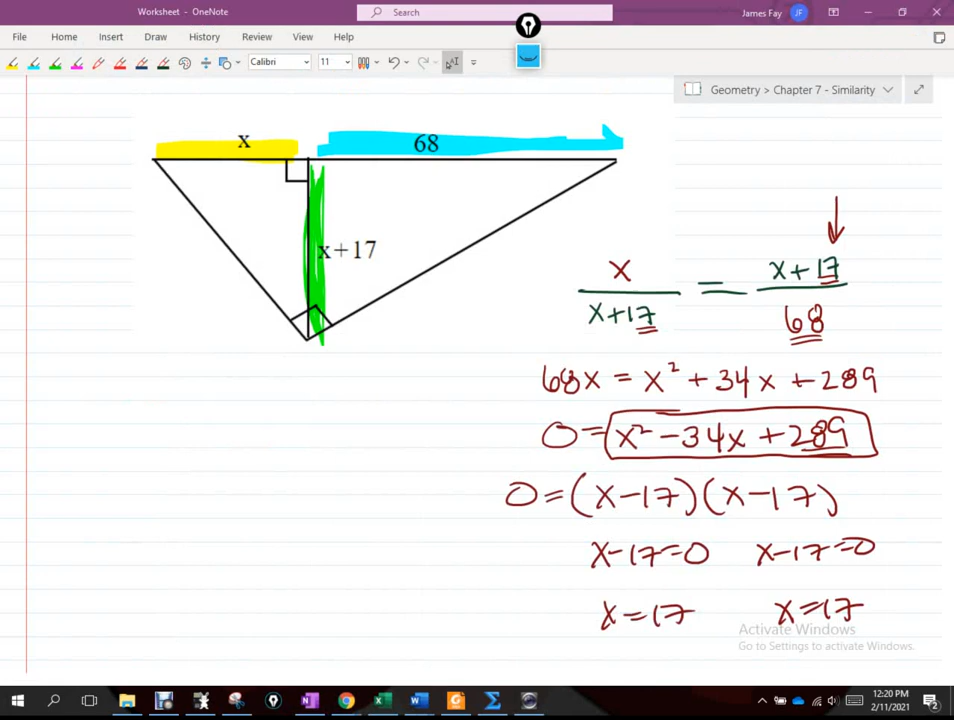 Worksheet - OneNote
Search
James Fay JF
File Home Insert Draw History Review View Help
Calibri 11
Geometry > Chapter 7 - Similarity
x
68
x+17
x x+17
— = —
x+17 68
68x = x² + 34x + 289
0 = x² - 34x + 289
0 = (x-17)(x-17)
x-17=0 x-17=0
x=17 x=17
Activate Windows
Go to Settings to activate Windows.
12:20 PM
2/11/2021
2